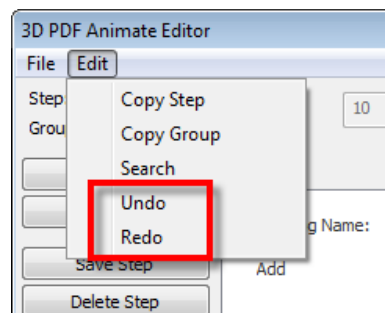 3D PDF Animate Editor
File Edit
Step
Copy Step
10
Grou
Copy Group
Search
Undo
g Name:
Redo
Save Step
Add
Delete Step